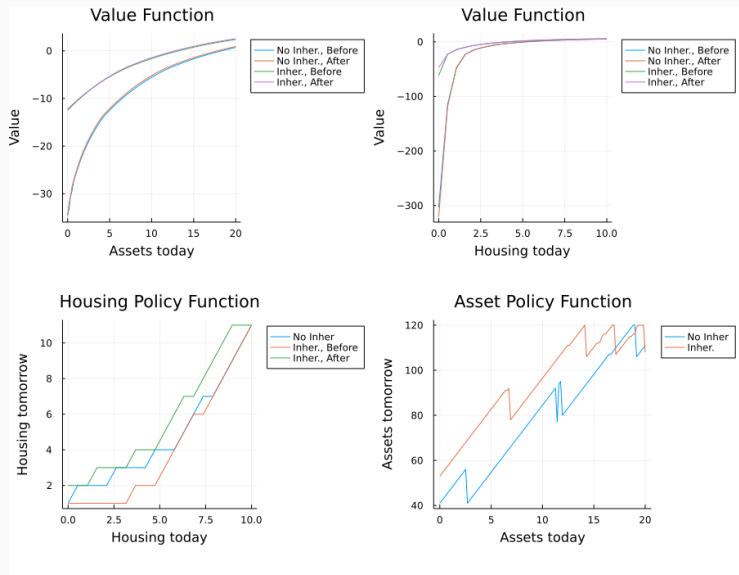 Value Function
Value
0
−10
−20
−30
0
5
10
15
20
Assets today
No Inher., Before
No Inher., After
Inher., Before
Inher., After
Value Function
Value
0
−100
−200
−300
0.0
2.5
5.0
7.5
10.0
Housing today
No Inher., Before
No Inher., After
Inher., Before
Inher., After
Housing Policy Function
Housing tomorrow
10
8
6
4
2
0.0
2.5
5.0
7.5
10.0
Housing today
No Inher
Inher., Before
Inher., After
Asset Policy Function
Assets tomorrow
120
100
80
60
40
0
5
10
15
20
Assets today
No Inher
Inher.